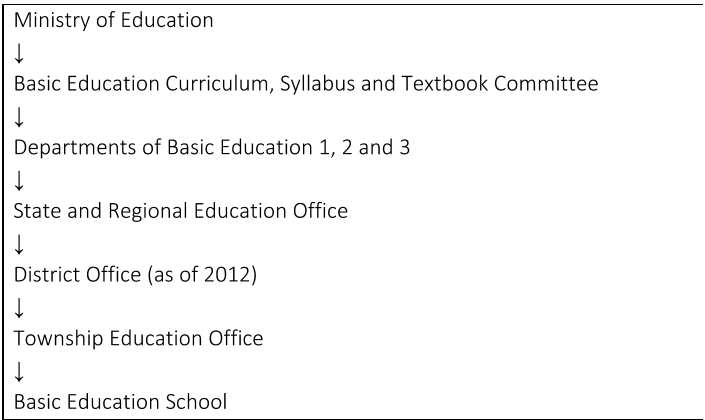 Ministry of Education
↓
Basic Education Curriculum, Syllabus and Textbook Committee
↓
Departments of Basic Education 1, 2 and 3
↓
State and Regional Education Office
↓
District Office (as of 2012)
↓
Township Education Office
↓
Basic Education School